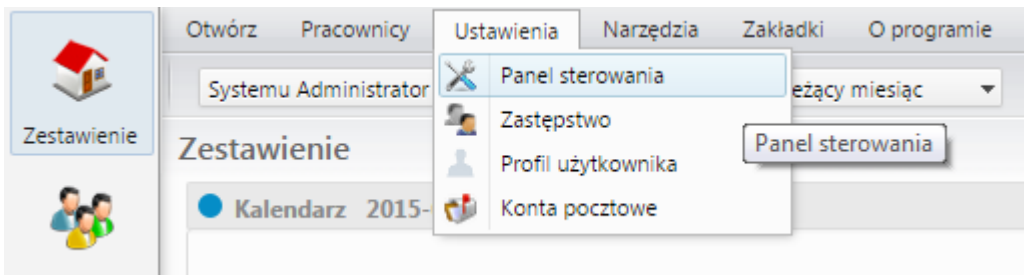 Otwórz Pracownicy Ustawienia Narzędzia Zakładki O programie
Systemu Administrator
miesiąc
Panel sterowania
Zastępstwo
Panel sterowania
Profil użytkownika
Konta pocztowe
Zestawienie
Zestawienie
Kalendarz 2015-